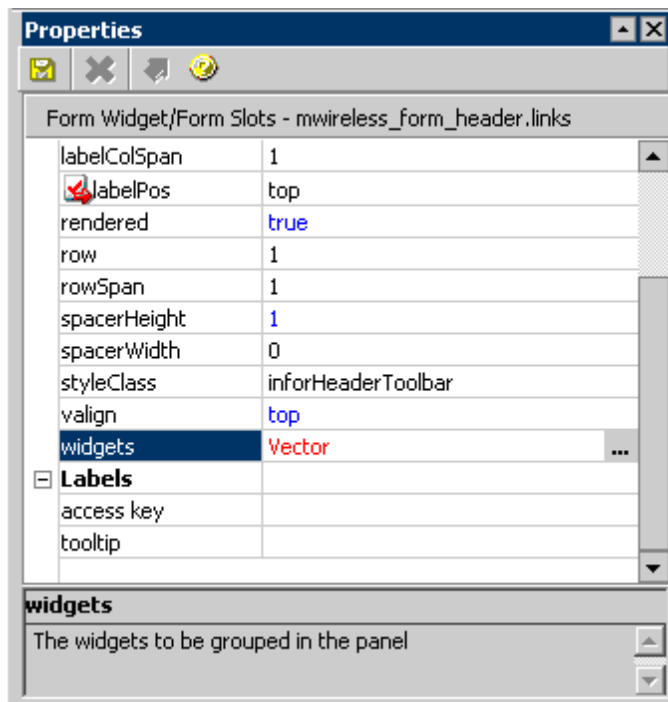 Properties
Form Widget/Form Slots - mwireless_form_header.links
labelColSpan 1
labelPos top
rendered true
row 1
rowSpan 1
spacerHeight 1
spacerWidth 0
styleClass inforHeaderToolbar
valign top
widgets Vector ...
Labels
access key
tooltip
widgets
The widgets to be grouped in the panel